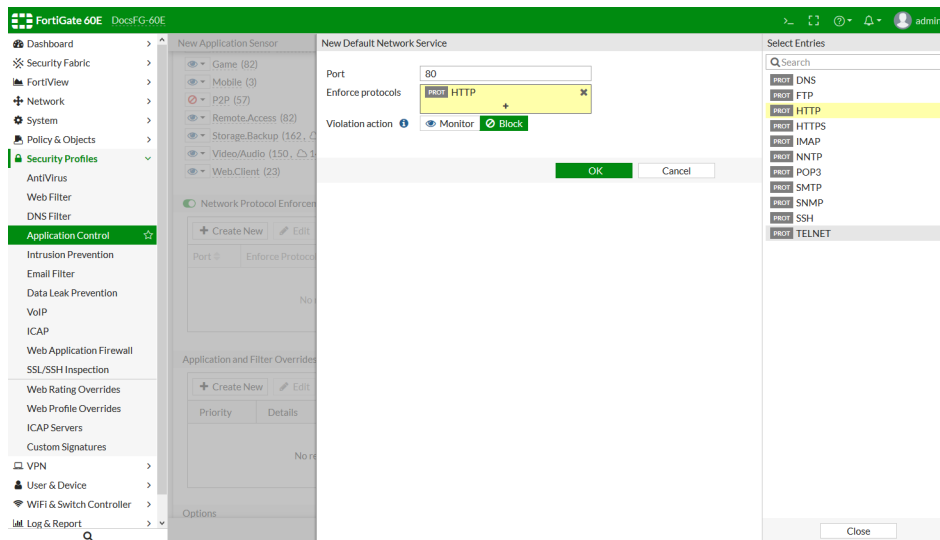 FortiGate 60E DocsFG-60E
>_
admin
Dashboard
Security Fabric
FortiView
Network
System
Policy & Objects
Security Profiles
AntiVirus
Web Filter
DNS Filter
Application Control
Intrusion Prevention
Email Filter
Data Leak Prevention
VoIP
ICAP
Web Application Firewall
SSL/SSH Inspection
Web Rating Overrides
Web Profile Overrides
ICAP Servers
Custom Signatures
VPN
User & Device
WiFi & Switch Controller
Log & Report
New Application Sensor
Game (82)
Mobile (3)
P2P (57)
Remote.Access (82)
Storage.Backup (162,
Video/Audio (150, 1
Web.Client (23)
Network Protocol Enforcem
Create New Edit
Port Enforce Protoco
No
Application and Filter Overrides
Create New Edit
Priority Details
No re
Options
New Default Network Service
Port 80
Enforce protocols PROT HTTP
+
Violation action Monitor Block
OK Cancel
Select Entries
Search
PROT DNS
PROT FTP
PROT HTTP
PROT HTTPS
PROT IMAP
PROT NNTP
PROT POP3
PROT SMTP
PROT SNMP
PROT SSH
PROT TELNET
Close